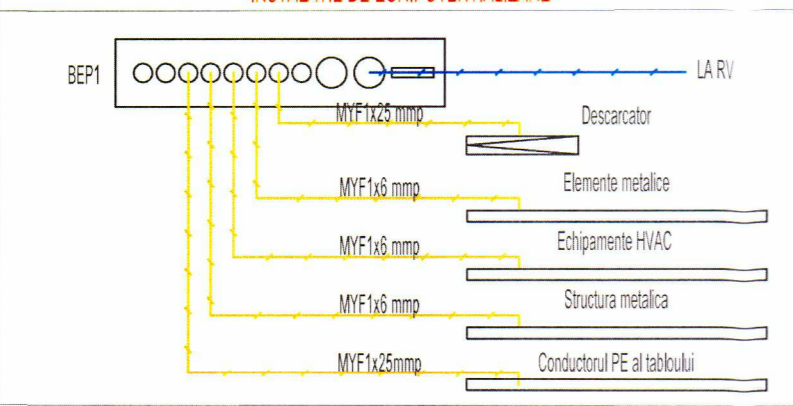 BEP1
LA RV
MYF1x25 mmp
Descarcator
MYF1x6 mmp
Elemente metalice
MYF1x6 mmp
Echipamente HVAC
MYF1x6 mmp
Structura metalica
MYF1x25mmp
Conductorul PE al tabloului